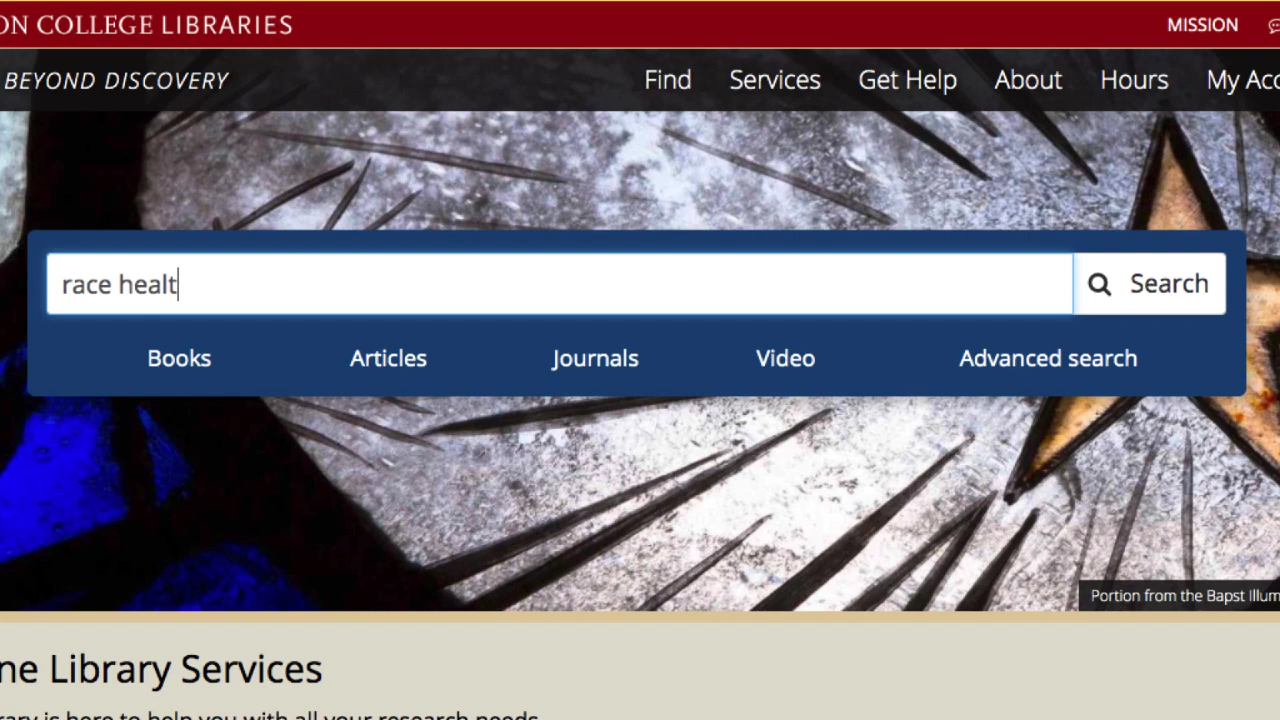 ON COLLEGE LIBRARIES MISSION
BEYOND DISCOVERY Find Services Get Help About Hours My Acc
race healt Search
Books Articles Journals Video Advanced search
Portion from the Bapst Illum
ne Library Services
rary is here to help you with all your research needs